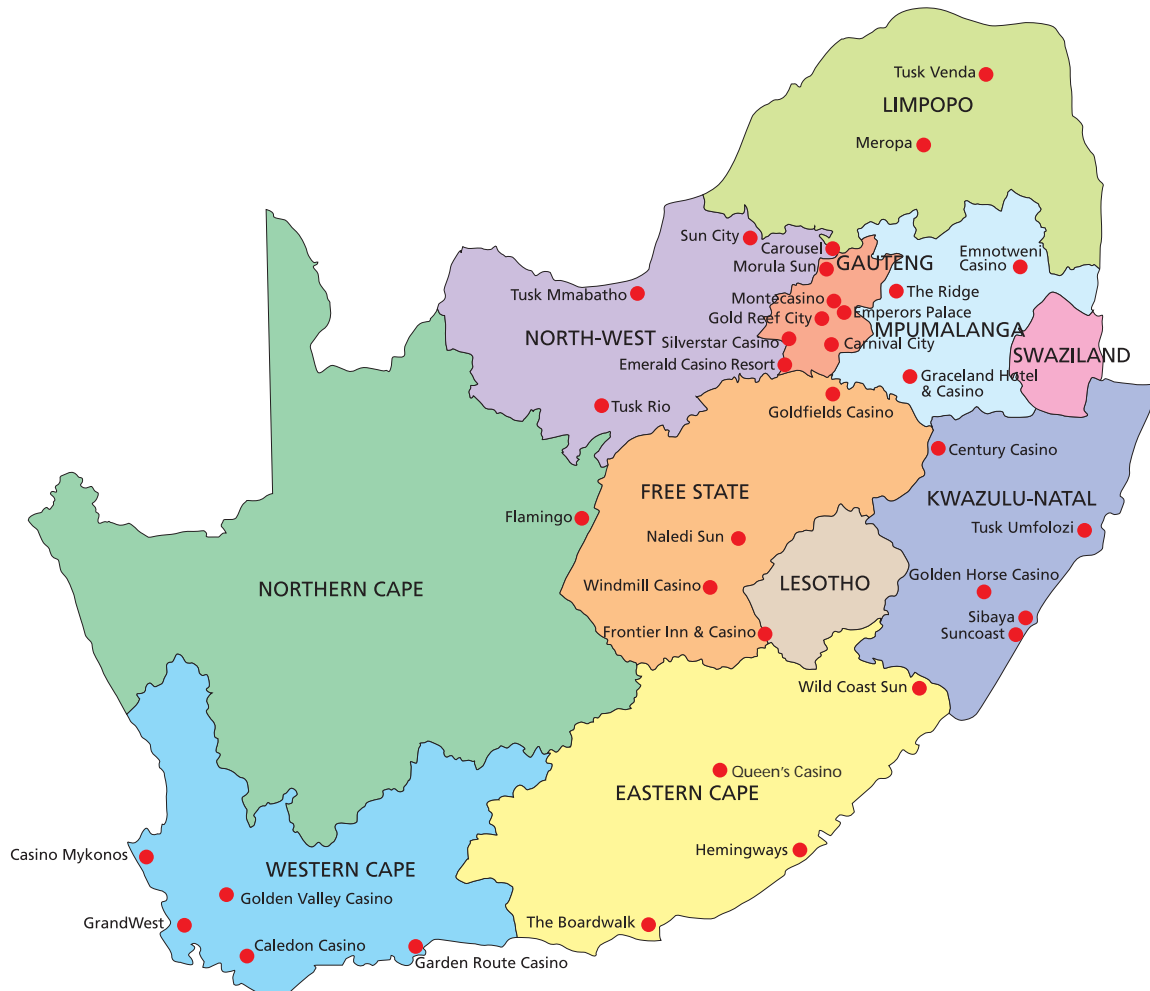 Tusk Venda
LIMPOPO
Meropa
Sun City
Carousel
Morula Sun
GAUTENG
Emnotweni
Casino
Tusk Mmabatho
Montecasino
The Ridge
Gold Reef City
Emperors Palace
NORTH-WEST
MPUMALANGA
Silverstar Casino
Carnival City
SWAZILAND
Emerald Casino Resort
Graceland Hotel
& Casino
Tusk Rio
Goldfields Casino
Century Casino
FREE STATE
KWAZULU-NATAL
Flamingo
Tusk Umfolozi
Naledi Sun
Golden Horse Casino
NORTHERN CAPE
Windmill Casino
LESOTHO
Sibaya
Frontier Inn & Casino
Suncoast
Wild Coast Sun
Queen's Casino
EASTERN CAPE
Casino Mykonos
Hemingways
WESTERN CAPE
Golden Valley Casino
GrandWest
The Boardwalk
Caledon Casino
Garden Route Casino